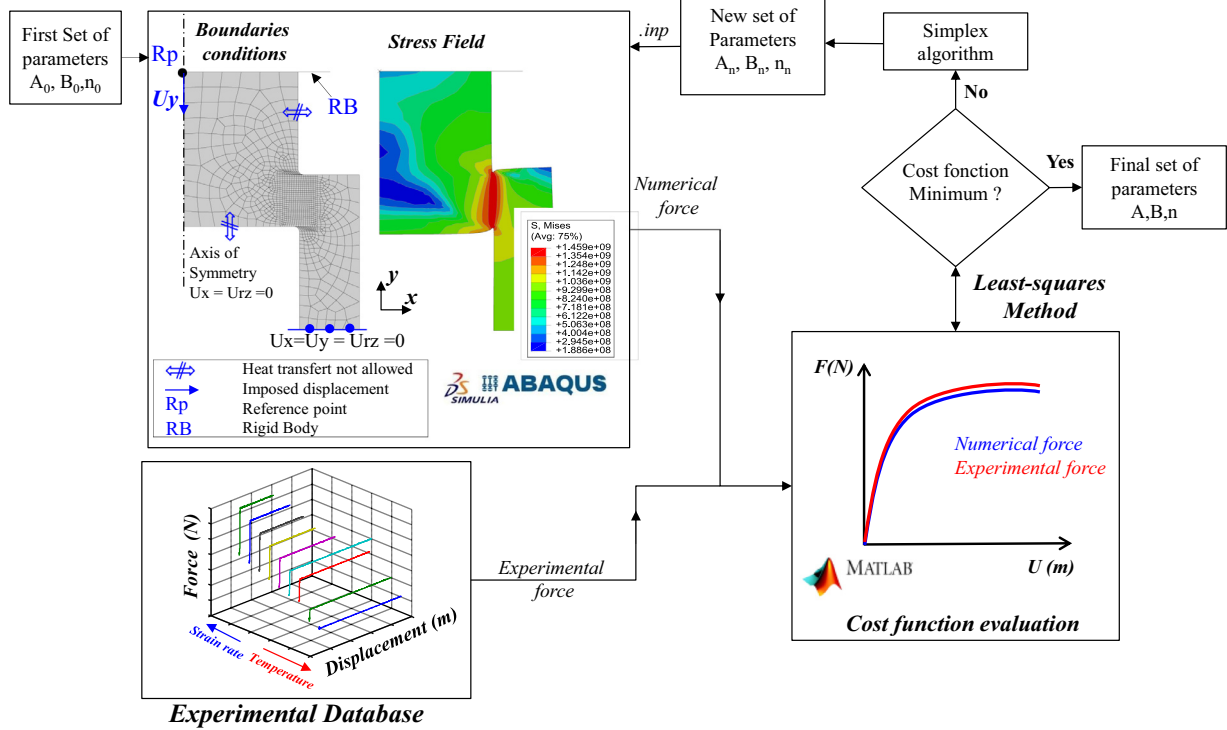 First Set of
parameters
A₀, B₀,n₀
Boundaries
conditions
Stress Field
Rp
Uy
RB
Axis of
Symmetry
Ux = Urz =0
y
x
Ux=Uy = Urz =0
S, Mises
(Avg: 75%)
+1.459e+09
+1.354e+09
+1.248e+09
+1.142e+09
+1.036e+09
+9.299e+08
+8.240e+08
+7.181e+08
+6.122e+08
+5.063e+08
+4.004e+08
+2.945e+08
+1.886e+08
Heat transfert not allowed
Imposed displacement
Rp Reference point
RB Rigid Body
SIMULIA
ABAQUS
.inp
New set of
Parameters
Aₙ, Bₙ, nₙ
Simplex
algorithm
No
Cost fonction
Minimum ?
Yes
Final set of
parameters
A,B,n
Numerical
force
Least-squares
Method
F(N)
Numerical force
Experimental force
U (m)
MATLAB
Cost function evaluation
Experimental
force
Force (N)
Strain rate
Temperature
Displacement (m)
Experimental Database